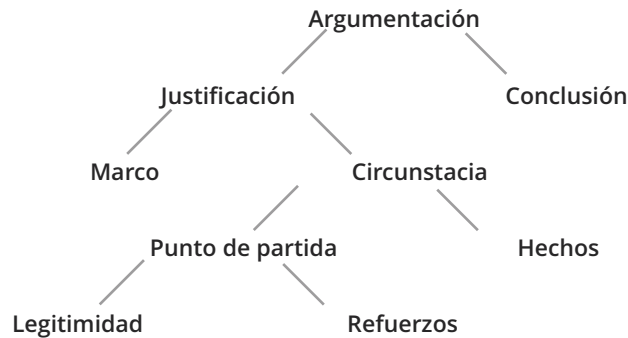 Argumentación
Justificación Conclusión
Marco Circunstacia
Punto de partida Hechos
Legitimidad Refuerzos